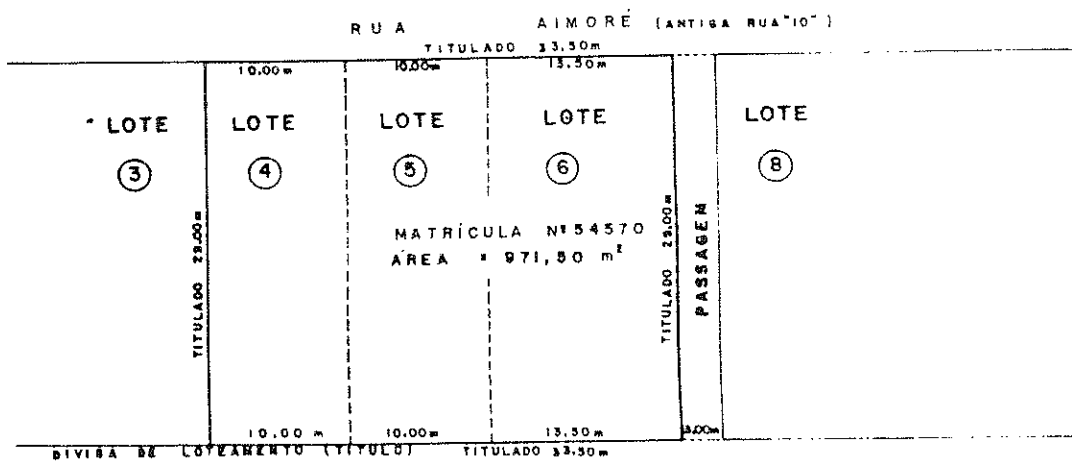 RUA AIMORÉ (ANTIGA RUA "10")
TITULADO 33.50m
10.00m 10.00m 13.50m
LOTE LOTE LOTE LOTE LOTE
3 4 5 6 8
MATRÍCULA Nº 54570
ÁREA = 971,50 m²
TITULADO 29.00m
TITULADO 29.00m
PASSAGEM
10.00 m 10.00m 13.50m 3.00m
DIVISA DE LOTEAMENTO (TÍTULO) TITULADO 33.50m